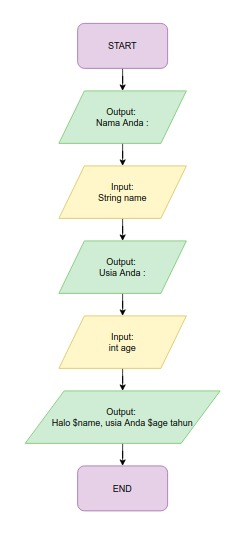 START
Output:
Nama Anda :
Input:
String name
Output:
Usia Anda :
Input:
int age
Output:
Halo $name, usia Anda $age tahun
END